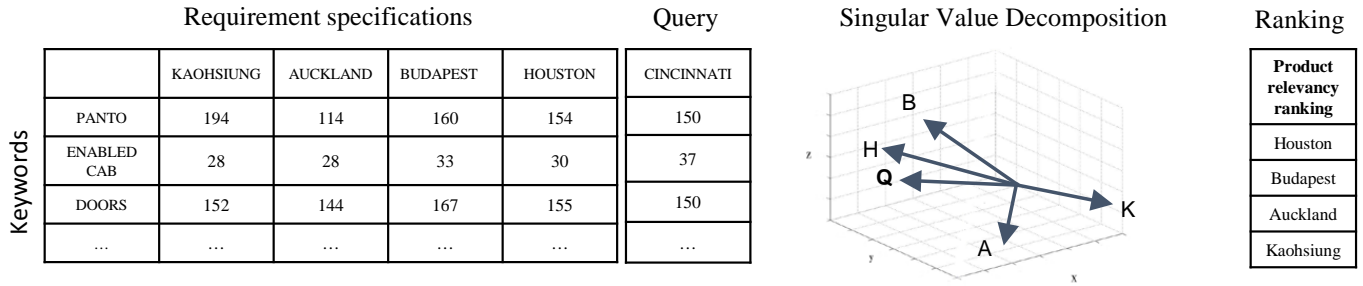 Requirement specifications Query Singular Value Decomposition Ranking
Keywords
KAOHSIUNG AUCKLAND BUDAPEST HOUSTON CINCINNATI
PANTO 194 114 160 154 150
ENABLED
CAB 28 28 33 30 37
DOORS 152 144 167 155 150
… … … … … …
B
H
Q
K
A
z
y
x
Product
relevancy
ranking
Houston
Budapest
Auckland
Kaohsiung